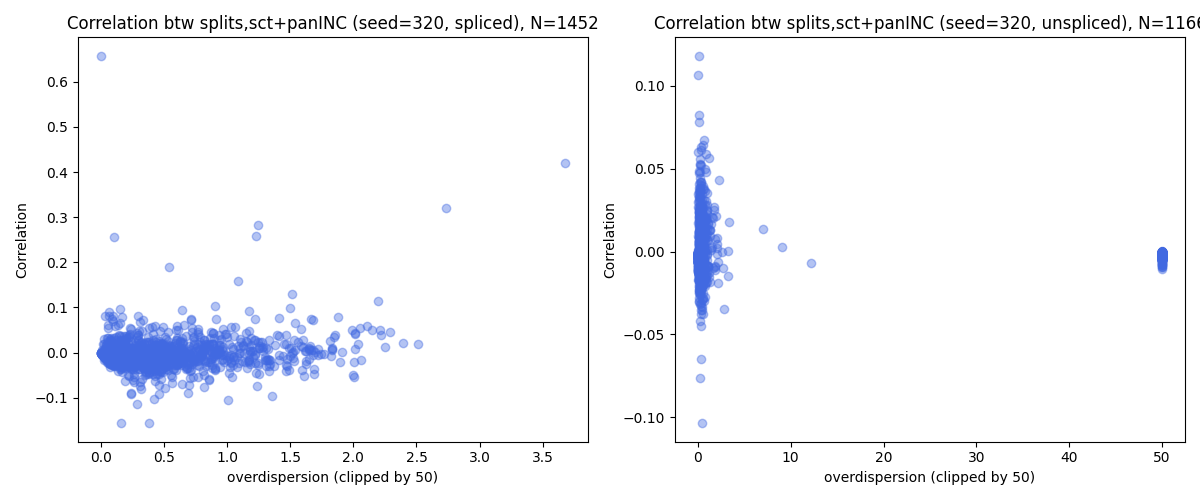 Correlation btw splits,sct+panINC (seed=320, spliced), N=1452
Correlation
0.6
0.5
0.4
0.3
0.2
0.1
0.0
−0.1
0.0 0.5 1.0 1.5 2.0 2.5 3.0 3.5
overdispersion (clipped by 50)
Correlation btw splits,sct+panINC (seed=320, unspliced), N=1166
Correlation
0.10
0.05
0.00
−0.05
−0.10
0 10 20 30 40 50
overdispersion (clipped by 50)